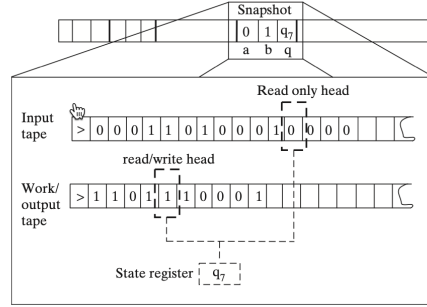 Snapshot
0 1 q7
a b q
Read only head
Input
tape
> 0 0 0 1 1 0 1 0 0 0 1 0 0 0 0
read/write head
Work/
output
tape
> 1 1 0 1 1 1 0 0 0 1
State register q7